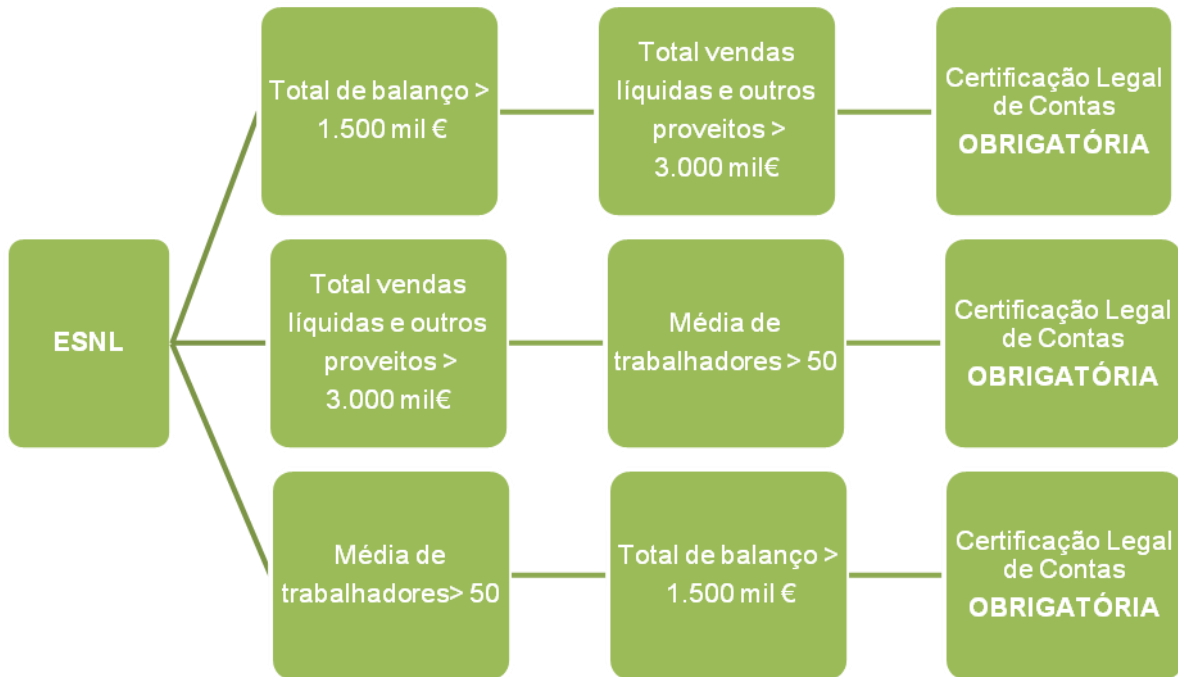 Total de balanço >
1.500 mil €
Total vendas
líquidas e outros
proveitos >
3.000 mil€
Certificação Legal
de Contas
OBRIGATÓRIA
ESNL
Total vendas
líquidas e outros
proveitos >
3.000 mil€
Média de
trabalhadores > 50
Certificação Legal
de Contas
OBRIGATÓRIA
Média de
trabalhadores> 50
Total de balanço >
1.500 mil €
Certificação Legal
de Contas
OBRIGATÓRIA